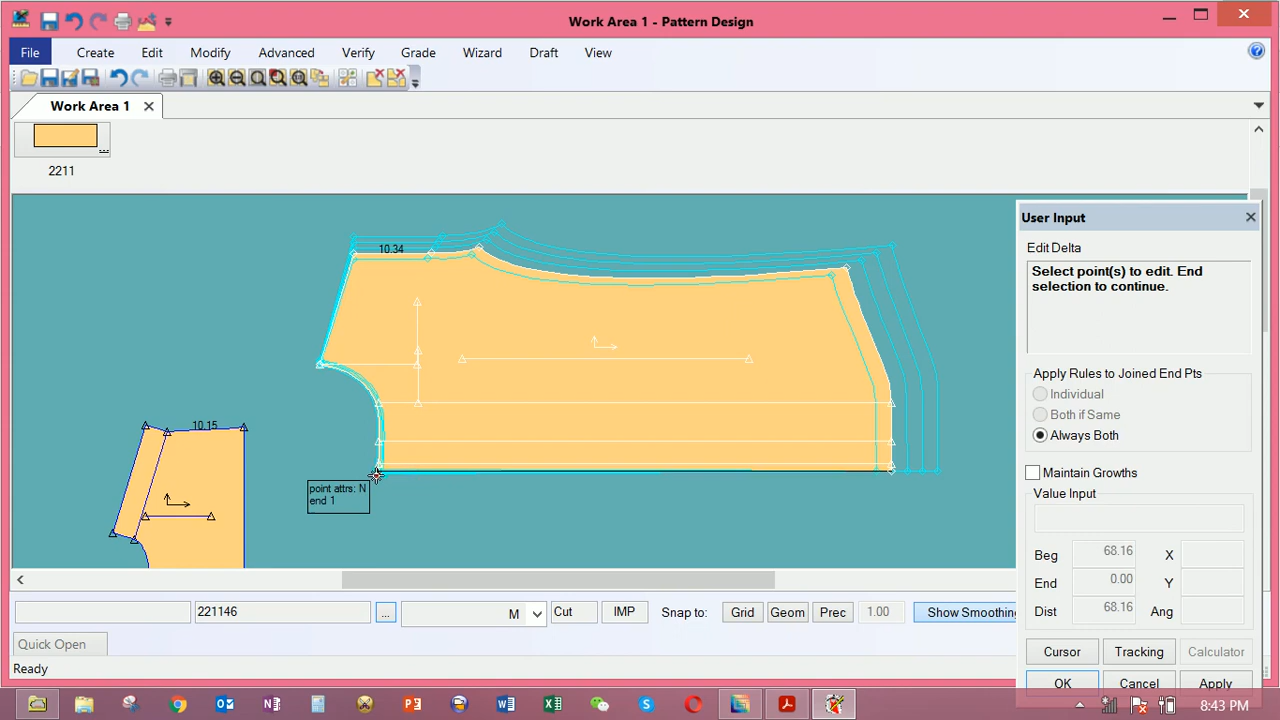 Work Area 1 - Pattern Design
File Create Edit Modify Advanced Verify Grade Wizard Draft View
Work Area 1
2211
User Input
Edit Delta
Select point(s) to edit. End
selection to continue.
10.34
Apply Rules to Joined End Pts
Individual
Both if Same
Always Both
10.15
Maintain Growths
point attrs: N
end 1
Value Input
Beg 68.16 X
End 0.00 Y
Dist 68.16 Ang
221146 ... M Cut IMP Snap to: Grid Geom Prec 1.00 Show Smoothin
Quick Open
Cursor Tracking Calculator
Ready
OK Cancel Apply
8:43 PM